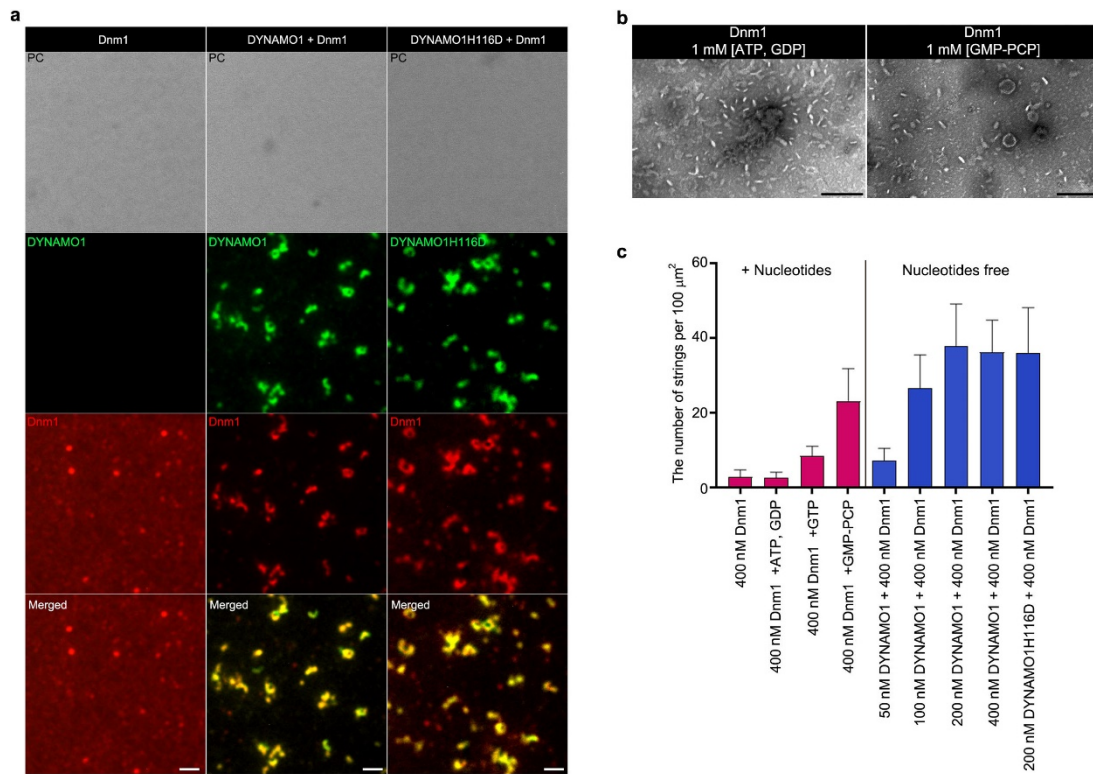 a
Dnm1
DYNAMO1 + Dnm1
DYNAMO1H116D + Dnm1
PC
PC
PC
DYNAMO1
DYNAMO1
DYNAMO1H116D
Dnm1
Dnm1
Dnm1
Merged
Merged
Merged
b
Dnm1
1 mM [ATP, GDP]
Dnm1
1 mM [GMP-PCP]
c
The number of strings per 100 μm²
60
40
20
0
+ Nucleotides
Nucleotides free
400 nM Dnm1
400 nM Dnm1 +ATP, GDP
400 nM Dnm1 +GTP
400 nM Dnm1 +GMP-PCP
50 nM DYNAMO1 + 400 nM Dnm1
100 nM DYNAMO1 + 400 nM Dnm1
200 nM DYNAMO1 + 400 nM Dnm1
400 nM DYNAMO1 + 400 nM Dnm1
200 nM DYNAMO1H116D + 400 nM Dnm1